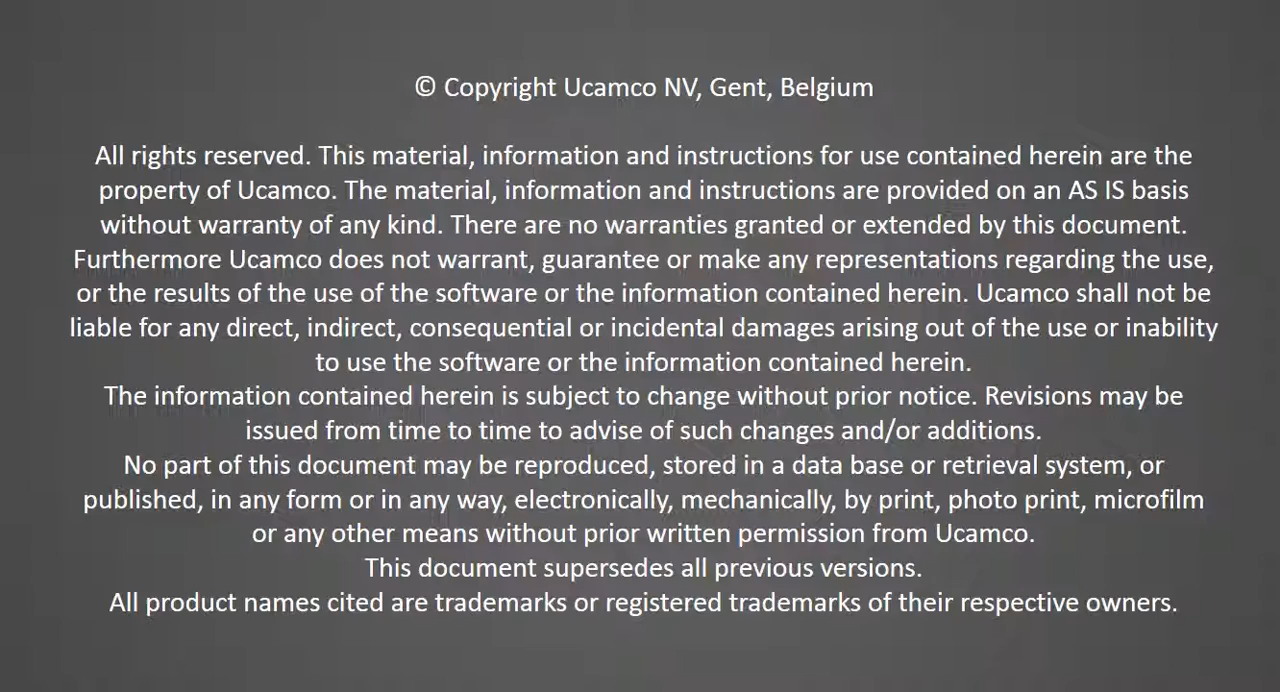 © Copyright Ucamco NV, Gent, Belgium
All rights reserved. This material, information and instructions for use contained herein are the
property of Ucamco. The material, information and instructions are provided on an AS IS basis
without warranty of any kind. There are no warranties granted or extended by this document.
Furthermore Ucamco does not warrant, guarantee or make any representations regarding the use,
or the results of the use of the software or the information contained herein. Ucamco shall not be
liable for any direct, indirect, consequential or incidental damages arising out of the use or inability
to use the software or the information contained herein.
The information contained herein is subject to change without prior notice. Revisions may be
issued from time to time to advise of such changes and/or additions.
No part of this document may be reproduced, stored in a data base or retrieval system, or
published, in any form or in any way, electronically, mechanically, by print, photo print, microfilm
or any other means without prior written permission from Ucamco.
This document supersedes all previous versions.
All product names cited are trademarks or registered trademarks of their respective owners.